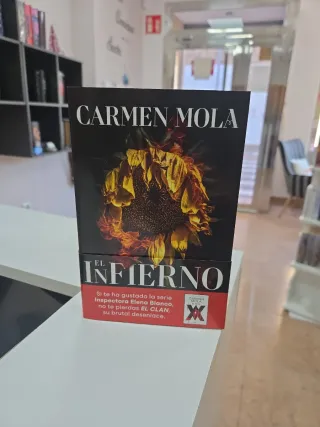 CARMEN MOLA
EL
INFIERNO
Si te ha gustado la serie
Inspectora Elena Blanco,
no te pierdas EL CLAN,
su brutal desenlace.